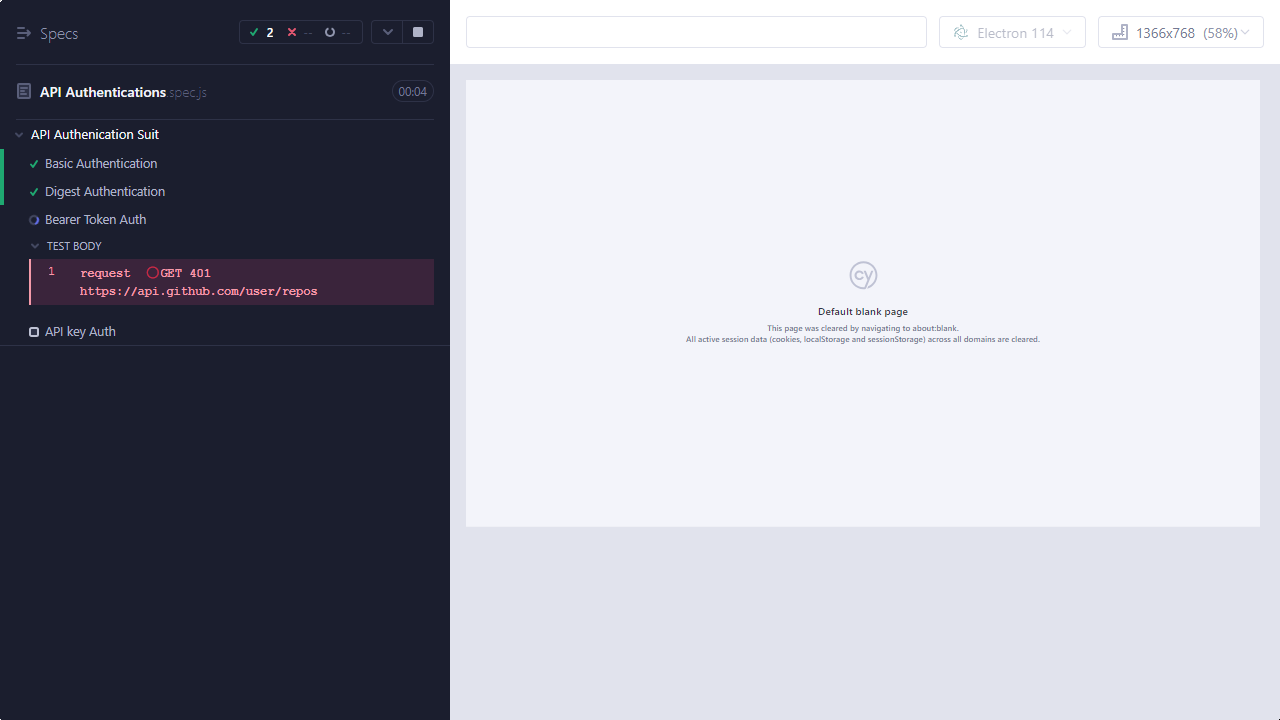 Specs
2 -- --
Electron 114
1366x768 (58%)
API Authentications.spec.js
00:04
API Authenication Suit
Basic Authentication
Digest Authentication
Bearer Token Auth
TEST BODY
1 request GET 401
https://api.github.com/user/repos
API key Auth
cy
Default blank page
This page was cleared by navigating to about:blank.
All active session data (cookies, localStorage and sessionStorage) across all domains are cleared.